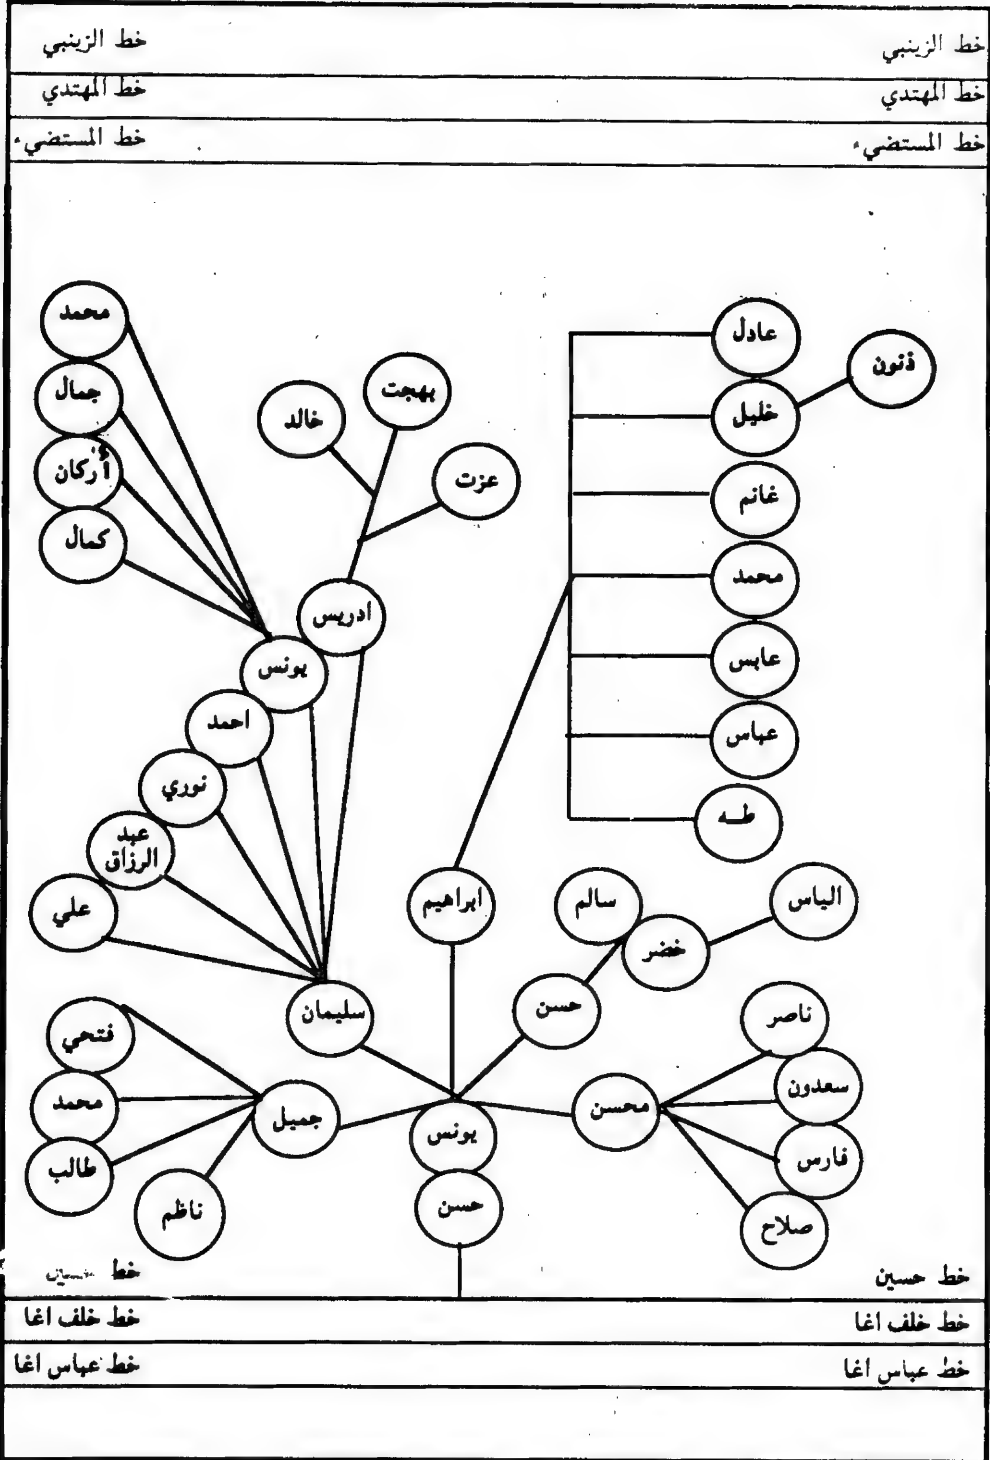 خط الزينبي خط الزينبي
خط المهتدي خط المهتدي
خط المستضيء خط المستضيء
عادل
ذنون
خليل
غانم
محمد
عابس
عباس
طـه
بهجت
خالد
عزت
محمد
جمال
أركان
كمال
ادريس
يونس
احمد
نوري
عبد
الرزاق
علي
سليمان
ابراهيم
سالم
خضر
الياس
حسن
ناصر
سعدون
فارس
صلاح
محسن
فتحي
محمد
طالب
ناظم
جميل
يونس
حسن
خط حسين خط
خط خلف اغا خط خلف اغا
خط عباس اغا خط عباس اغا